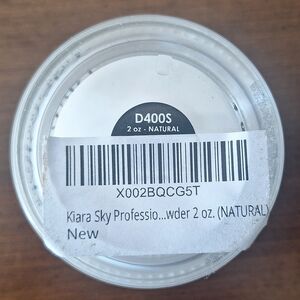 D400S
2 oz - NATURAL
X002BQCG5T
Kiara Sky Professio...wder 2 oz. (NATURAL)
New